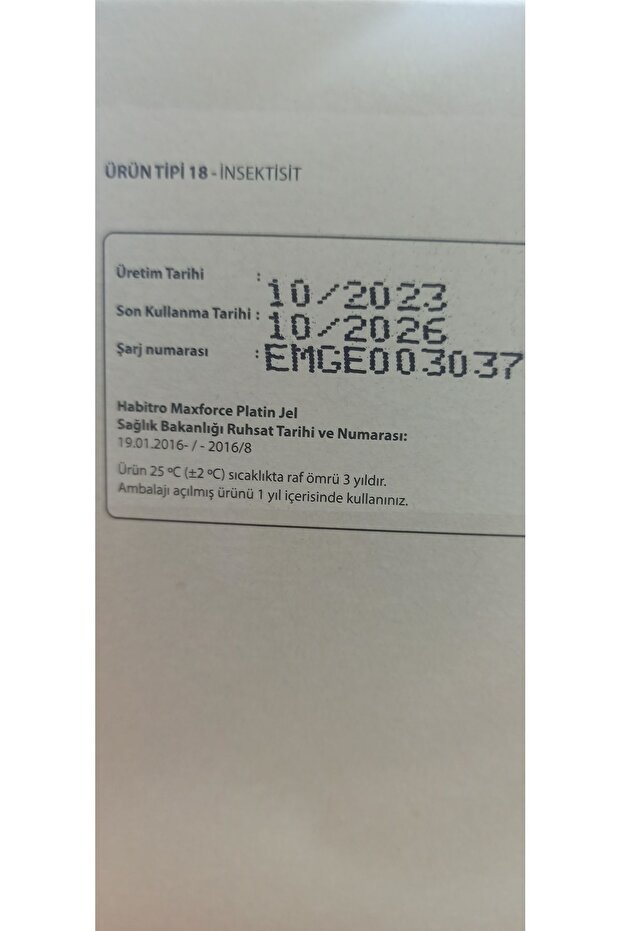 ÜRÜN TİPİ 18 - İNSEKTİSİT
Üretim Tarihi : 10/2023
Son Kullanma Tarihi : 10/2026
Şarj numarası : EMGE003037
Habitro Maxforce Platin Jel
Sağlık Bakanlığı Ruhsat Tarihi ve Numarası:
19.01.2016- / - 2016/8
Ürün 25 ºC (±2 ºC) sıcaklıkta raf ömrü 3 yıldır.
Ambalajı açılmış ürünü 1 yıl içerisinde kullanınız.